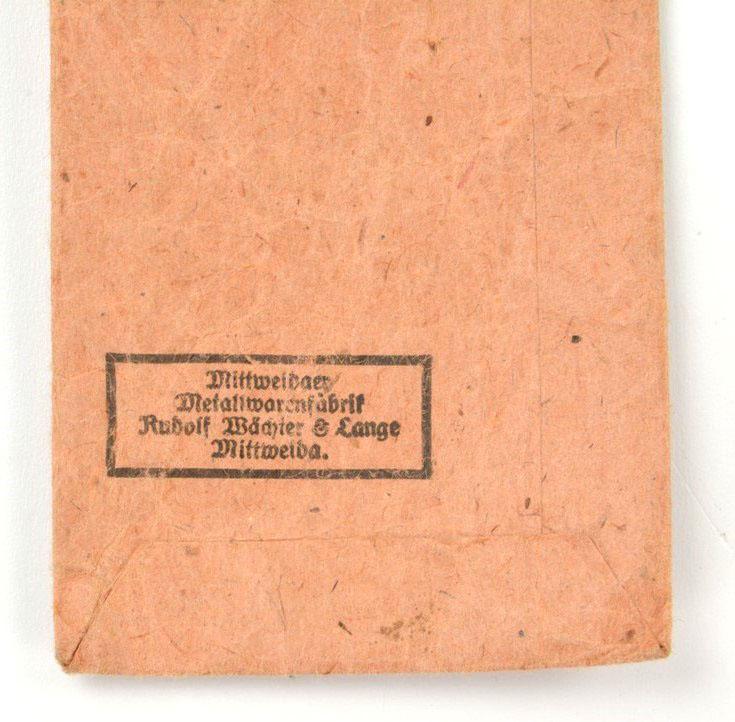 Mittweidaer
Metallwarenfabrik
Rudolf Wächter & Lange
Mittweida.